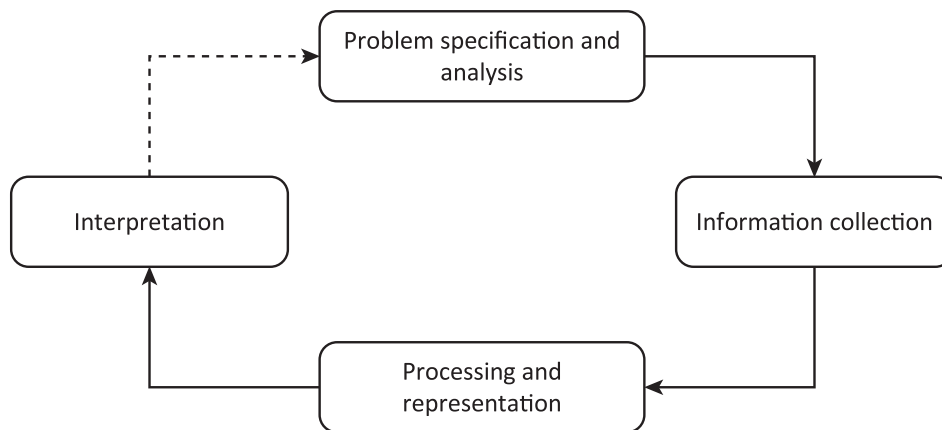 Problem specification and
analysis
Interpretation
Information collection
Processing and
representation